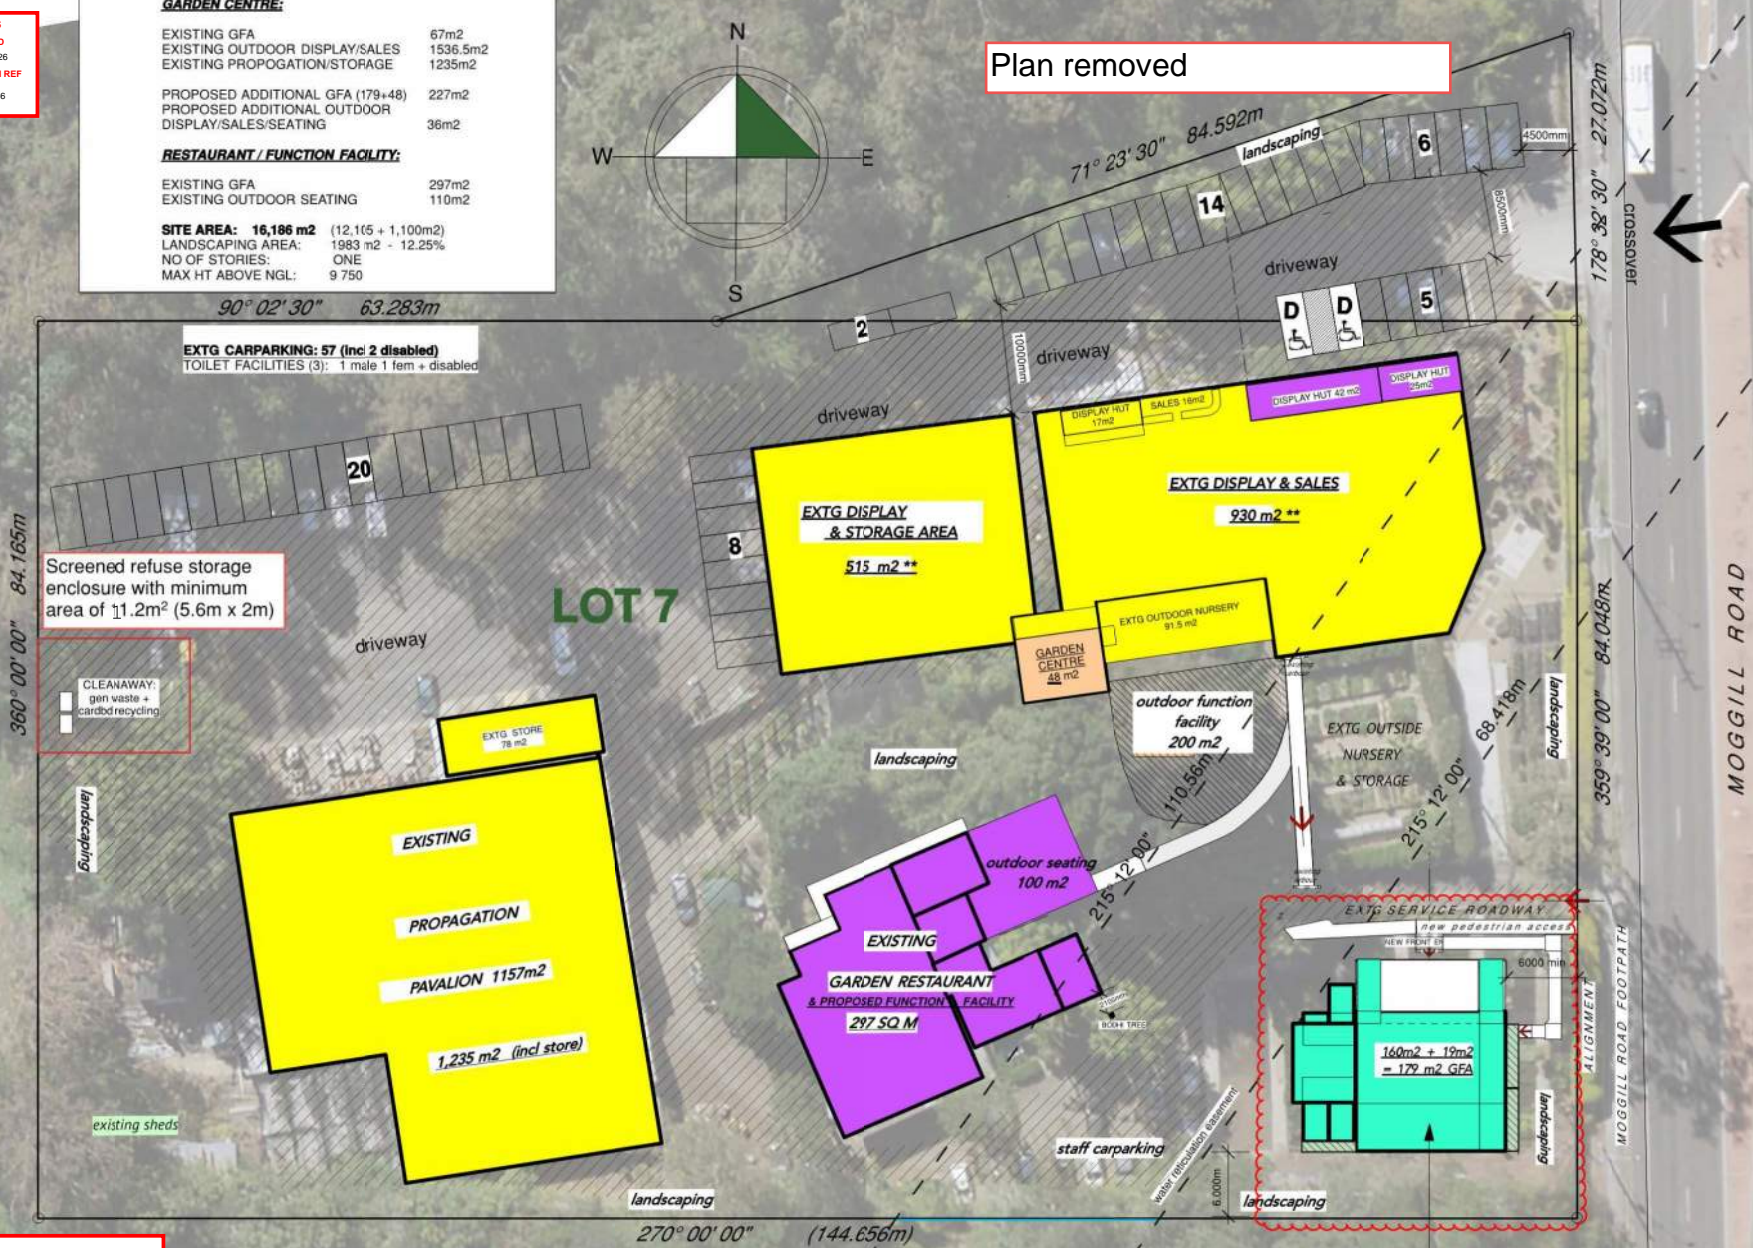 GARDEN CENTRE:
EXISTING GFA 67m2
EXISTING OUTDOOR DISPLAY/SALES 1536.5m2
EXISTING PROPOGATION/STORAGE 1235m2
PROPOSED ADDITIONAL GFA (179+48) 227m2
PROPOSED ADDITIONAL OUTDOOR
DISPLAY/SALES/SEATING 36m2
RESTAURANT / FUNCTION FACILITY:
EXISTING GFA 297m2
EXISTING OUTDOOR SEATING 110m2
SITE AREA: 16,186 m2 (12,105 + 1,100m2)
LANDSCAPING AREA: 1983 m2 - 12.25%
NO OF STORIES: ONE
MAX HT ABOVE NGL: 9 750
REF
N
W
E
S
Plan removed
71° 23' 30" 84.592m
landscaping
6
4500mm
27.072m
178° 32' 30"
14
8500mm
crossover
driveway
90° 02' 30" 63.283m
EXTG CARPARKING: 57 (incl 2 disabled)
TOILET FACILITIES (3): 1 male 1 fem + disabled
2
10000mm
driveway
D
D
5
driveway
DISPLAY HUT
17m2
SALES 16m2
DISPLAY HUT 42 m2
DISPLAY HUT
25m2
20
8
EXTG DISPLAY
& STORAGE AREA
515 m2 **
EXTG DISPLAY & SALES
930 m2 **
360° 00' 00" 84.165m
Screened refuse storage
enclosure with minimum
area of 11.2m² (5.6m x 2m)
LOT 7
driveway
EXTG OUTDOOR NURSERY
91.5 m2
GARDEN
CENTRE
48 m2
359° 39' 00" 84.048m
MOGGILL ROAD
CLEANAWAY:
gen waste +
cardbd recycling
EXTG STORE
78 m2
landscaping
outdoor function
facility
200 m2
EXTG OUTSIDE
NURSERY
& STORAGE
68.418m
215° 12' 00"
landscaping
110.56m
215° 12' 00"
landscaping
EXISTING
PROPAGATION
PAVALION 1157m2
1,235 m2 (incl store)
existing sheds
outdoor seating
100 m2
EXISTING
GARDEN RESTAURANT
& PROPOSED FUNCTION FACILITY
297 SQ M
2100mm
BODHI TREE
EXTG SERVICE ROADWAY
new pedestrian access
NEW FRONT
6000 min
160m2 + 19m2
= 179 m2 GFA
ALIGNMENT
MOGGILL ROAD FOOTPATH
landscaping
staff carparking
water reticulation easement
6.000m
landscaping
landscaping
270° 00' 00" (144.656m)